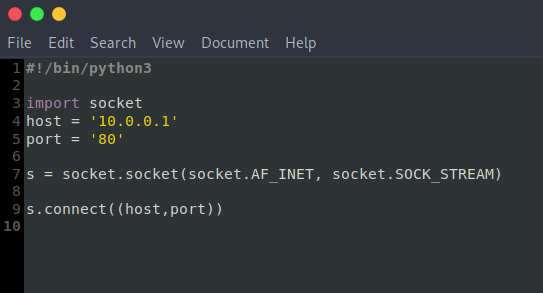 File Edit Search View Document Help
1 #!/bin/python3
2
3 import socket
4 host = '10.0.0.1'
5 port = '80'
6
7 s = socket.socket(socket.AF_INET, socket.SOCK_STREAM)
8
9 s.connect((host,port))
10